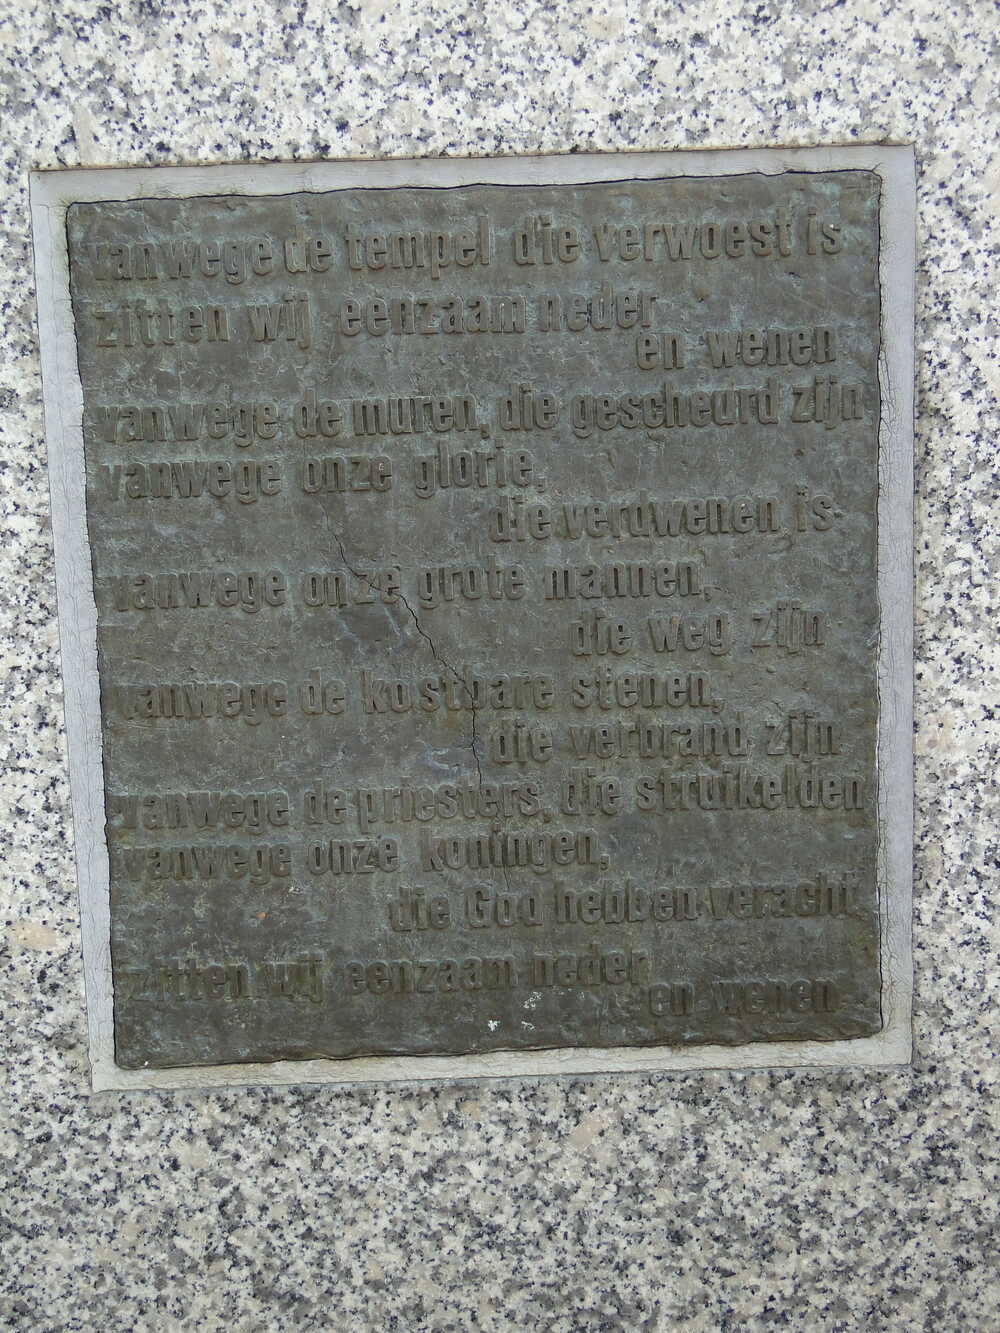 vanwege de tempel die verwoest is
zitten wij eenzaam neder
en wenen
vanwege de muren, die gescheurd zijn
vanwege onze glorie,
die verdwenen is
vanwege onze grote mannen,
die weg zijn
vanwege de kostbare stenen,
die verbrand zijn
vanwege de priesters, die struikelden
vanwege onze koningen,
die God hebben veracht
zitten wij eenzaam neder
en wenen